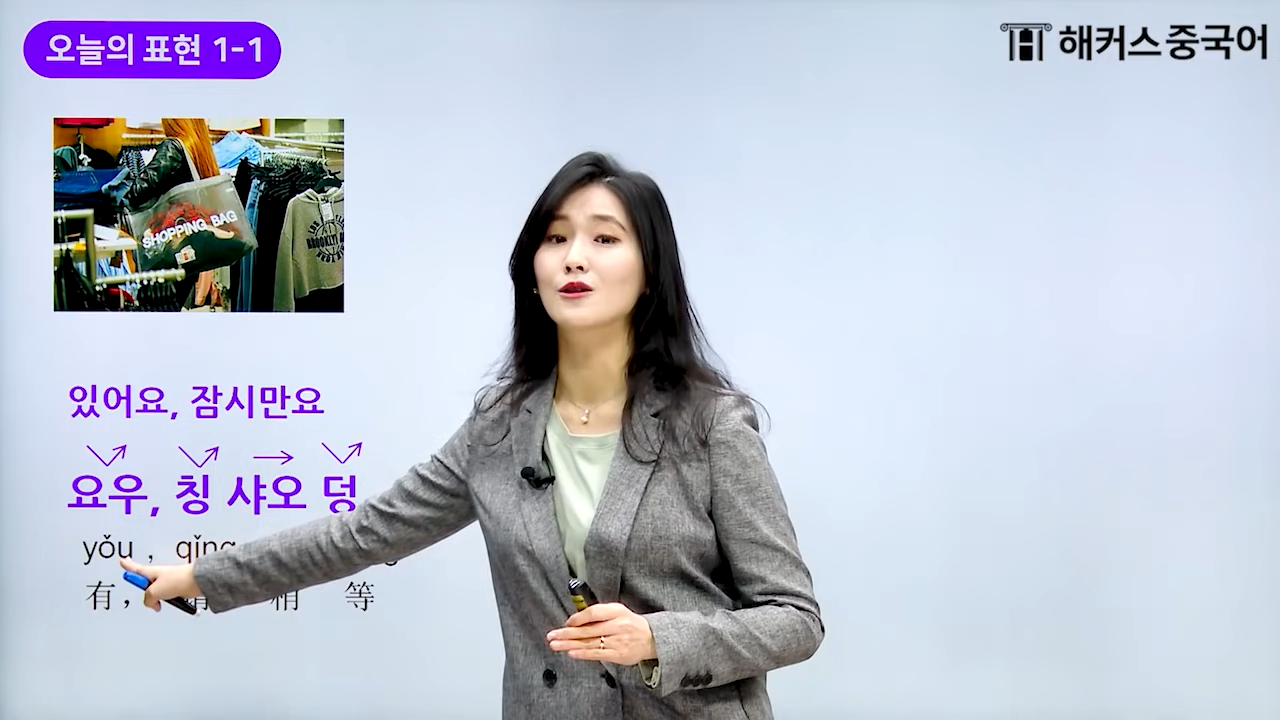 오늘의 표현 1-1
해커스중국어
SHOPPING BAG
BROOKLYN
있어요, 잠시만요
요우, 칭 샤오 덩
yǒu , qǐng
有, 稍 等